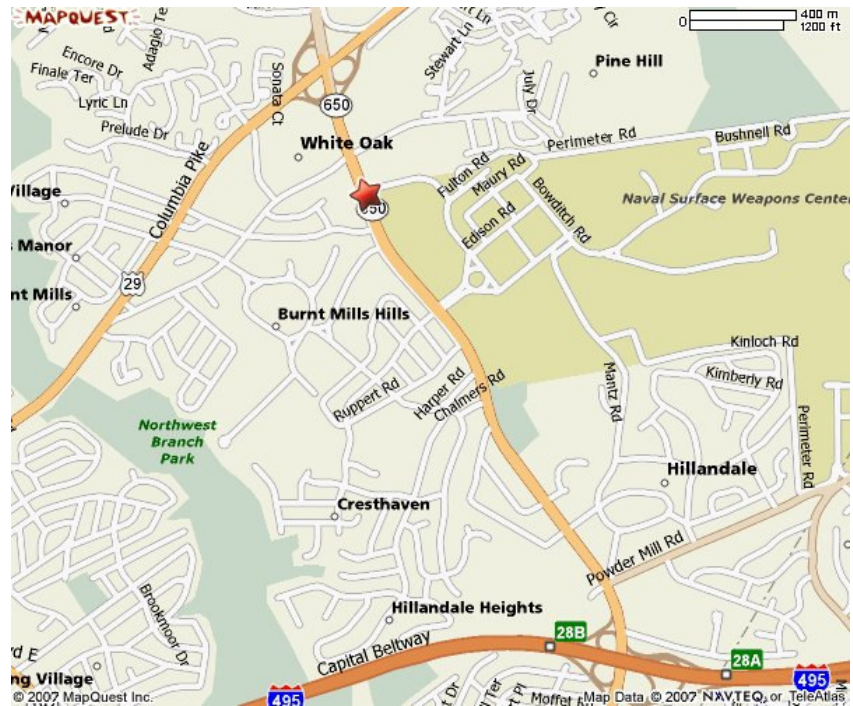 MAPQUEST.
0
400 m
1200 ft
Adagio Ter
Encore Dr
Finale Ter
Lyric Ln
Prelude Dr
Sonata Ct
650
White Oak
Stewart Ln
July Dr
Pine Hill
Perimeter Rd
Bushnell Rd
Columbia Pike
Village
Manor
nt Mills
29
Fulton Rd
Maury Rd
Edison Rd
Bowditch Rd
Naval Surface Weapons Center
Burnt Mills Hills
Ruppert Rd
Harper Rd
Chalmers Rd
Mantz Rd
Kinloch Rd
Kimberly Rd
Perimeter Rd
Northwest
Branch
Park
Cresthaven
Hillandale
Powder Mill Rd
Brookmoor Dr
Hillandale Heights
Capital Beltway
28B
28A
495
495
ng Village
Moffet Rd
© 2007 MapQuest Inc.
Map Data © 2007 NAVTEQ or TeleAtlas